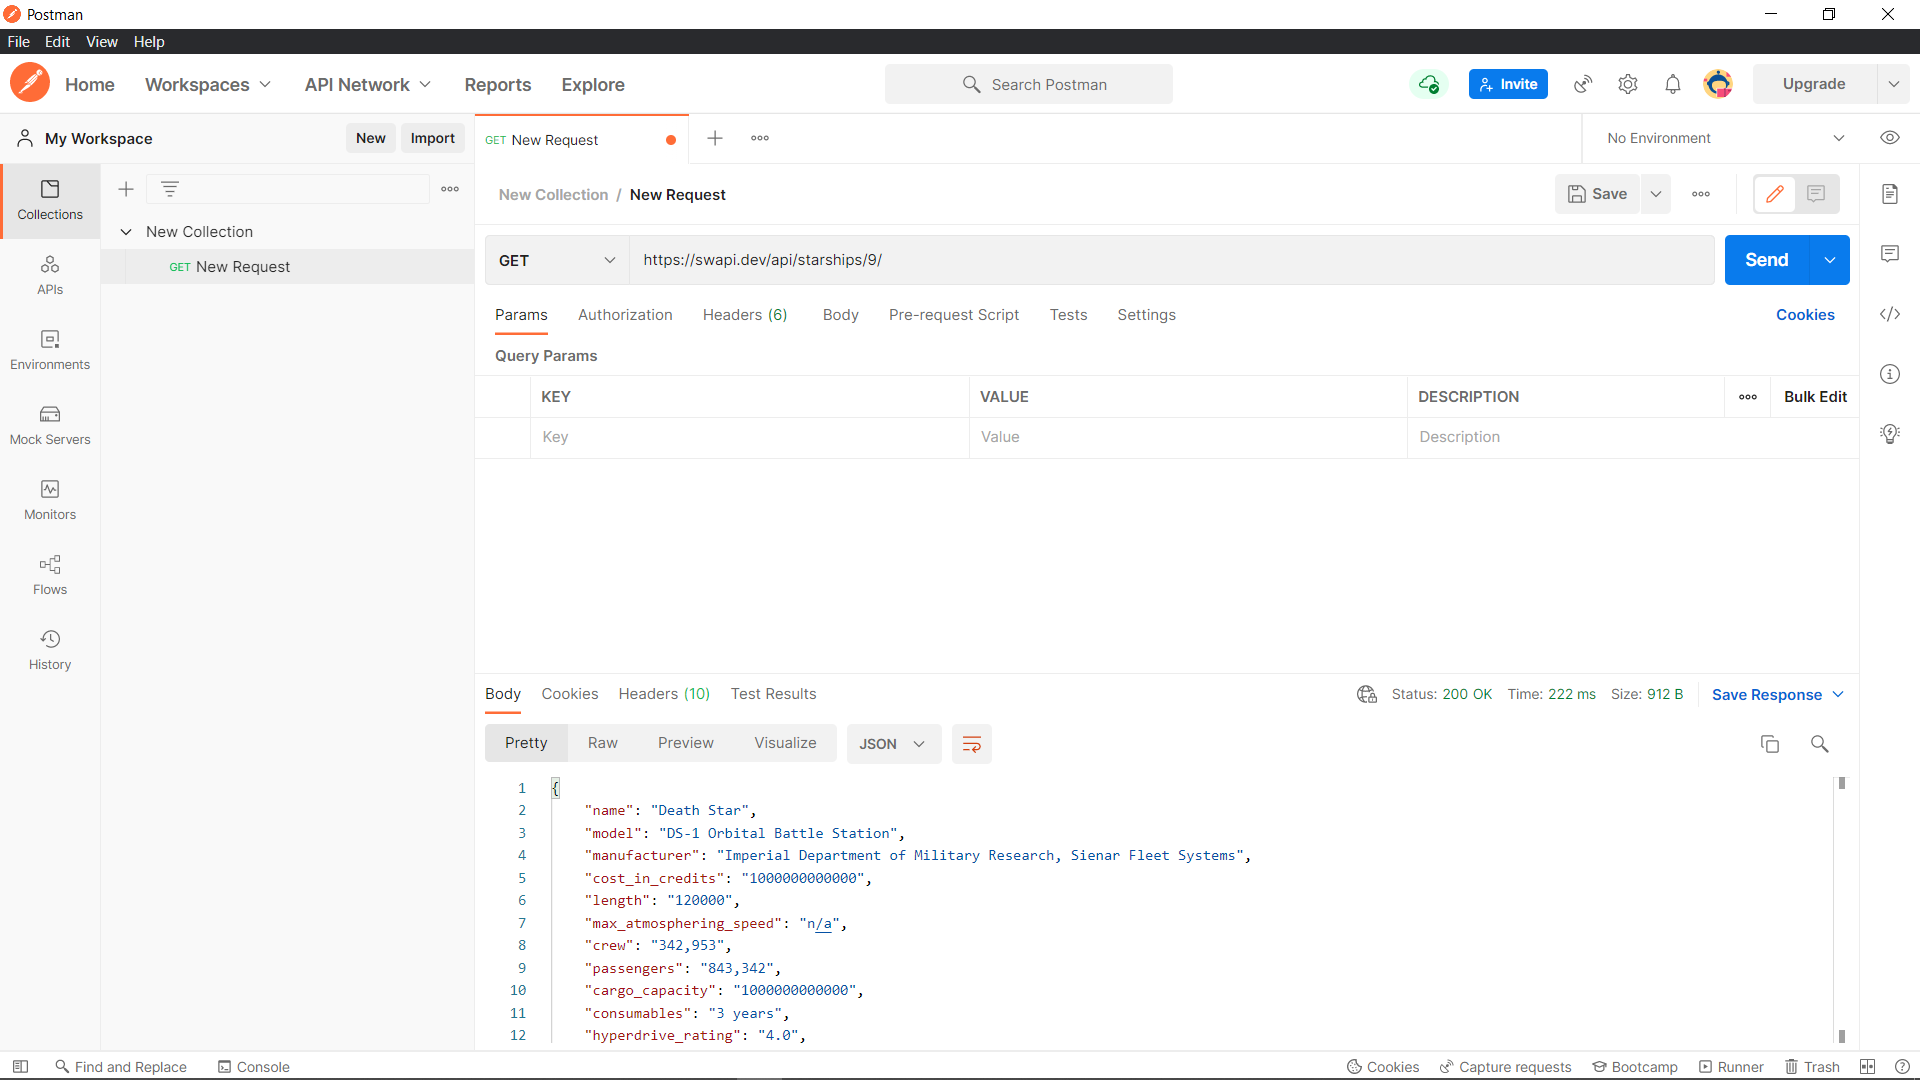 Postman
File Edit View Help
Home Workspaces API Network Reports Explore Search Postman Invite Upgrade
My Workspace New Import GET New Request No Environment
Collections
New Collection / New Request Save
New Collection
GET New Request
GET https://swapi.dev/api/starships/9/ Send
APIs
Params Authorization Headers (6) Body Pre-request Script Tests Settings Cookies
Query Params
Environments
KEY VALUE DESCRIPTION Bulk Edit
Key Value Description
Mock Servers
Monitors
Flows
History
Body Cookies Headers (10) Test Results Status: 200 OK Time: 222 ms Size: 912 B Save Response
Pretty Raw Preview Visualize JSON
1 {
2 "name": "Death Star",
3 "model": "DS-1 Orbital Battle Station",
4 "manufacturer": "Imperial Department of Military Research, Sienar Fleet Systems",
5 "cost_in_credits": "1000000000000",
6 "length": "120000",
7 "max_atmosphering_speed": "n/a",
8 "crew": "342,953",
9 "passengers": "843,342",
10 "cargo_capacity": "1000000000000",
11 "consumables": "3 years",
12 "hyperdrive_rating": "4.0",
Find and Replace Console Cookies Capture requests Bootcamp Runner Trash